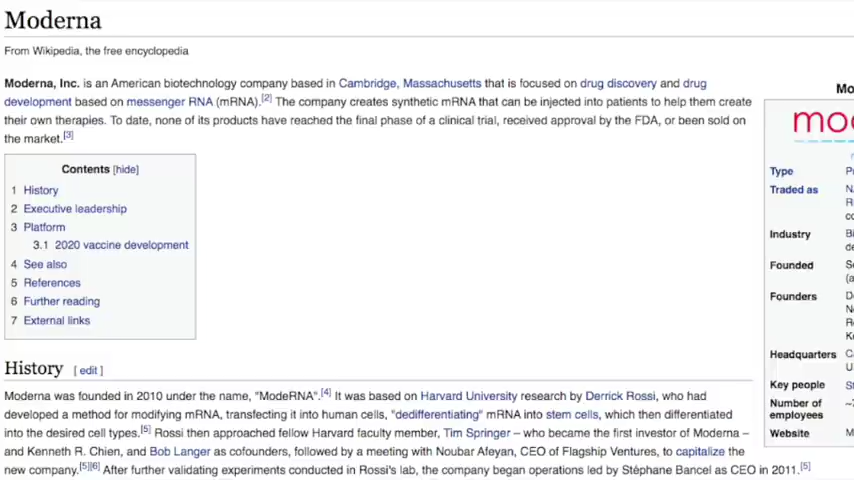 Moderna
From Wikipedia, the free encyclopedia
Moderna, Inc. is an American biotechnology company based in Cambridge, Massachusetts that is focused on drug discovery and drug
development based on messenger RNA (mRNA).[2] The company creates synthetic mRNA that can be injected into patients to help them create
their own therapies. To date, none of its products have reached the final phase of a clinical trial, received approval by the FDA, or been sold on
the market.[3]
Contents [hide]
1 History
2 Executive leadership
3 Platform
3.1 2020 vaccine development
4 See also
5 References
6 Further reading
7 External links
History [ edit ]
Moderna was founded in 2010 under the name, "ModeRNA".[4] It was based on Harvard University research by Derrick Rossi, who had
developed a method for modifying mRNA, transfecting it into human cells, "dedifferentiating" mRNA into stem cells, which then differentiated
into the desired cell types.[5] Rossi then approached fellow Harvard faculty member, Tim Springer – who became the first investor of Moderna –
and Kenneth R. Chien, and Bob Langer as cofounders, followed by a meeting with Noubar Afeyan, CEO of Flagship Ventures, to capitalize the
new company.[5][6] After further validating experiments conducted in Rossi's lab, the company began operations led by Stéphane Bancel as CEO in 2011.[5]
Type
Traded as
Industry
Founded
Founders
Headquarters
Key people
Number of
employees
Website